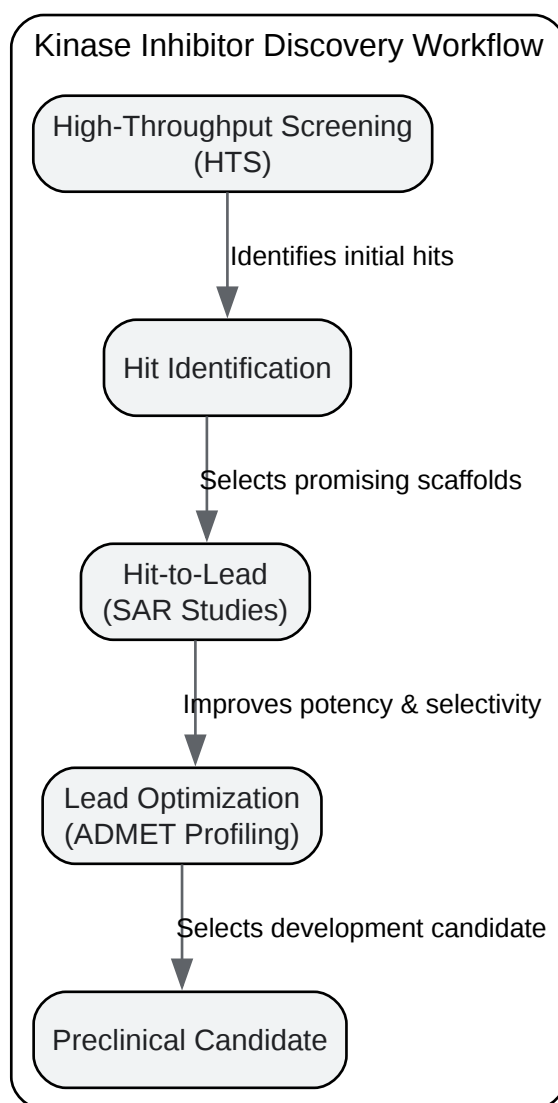 Kinase Inhibitor Discovery Workflow
High-Throughput Screening
(HTS)
Identifies initial hits
Hit Identification
Selects promising scaffolds
Hit-to-Lead
(SAR Studies)
Improves potency & selectivity
Lead Optimization
(ADMET Profiling)
Selects development candidate
Preclinical Candidate